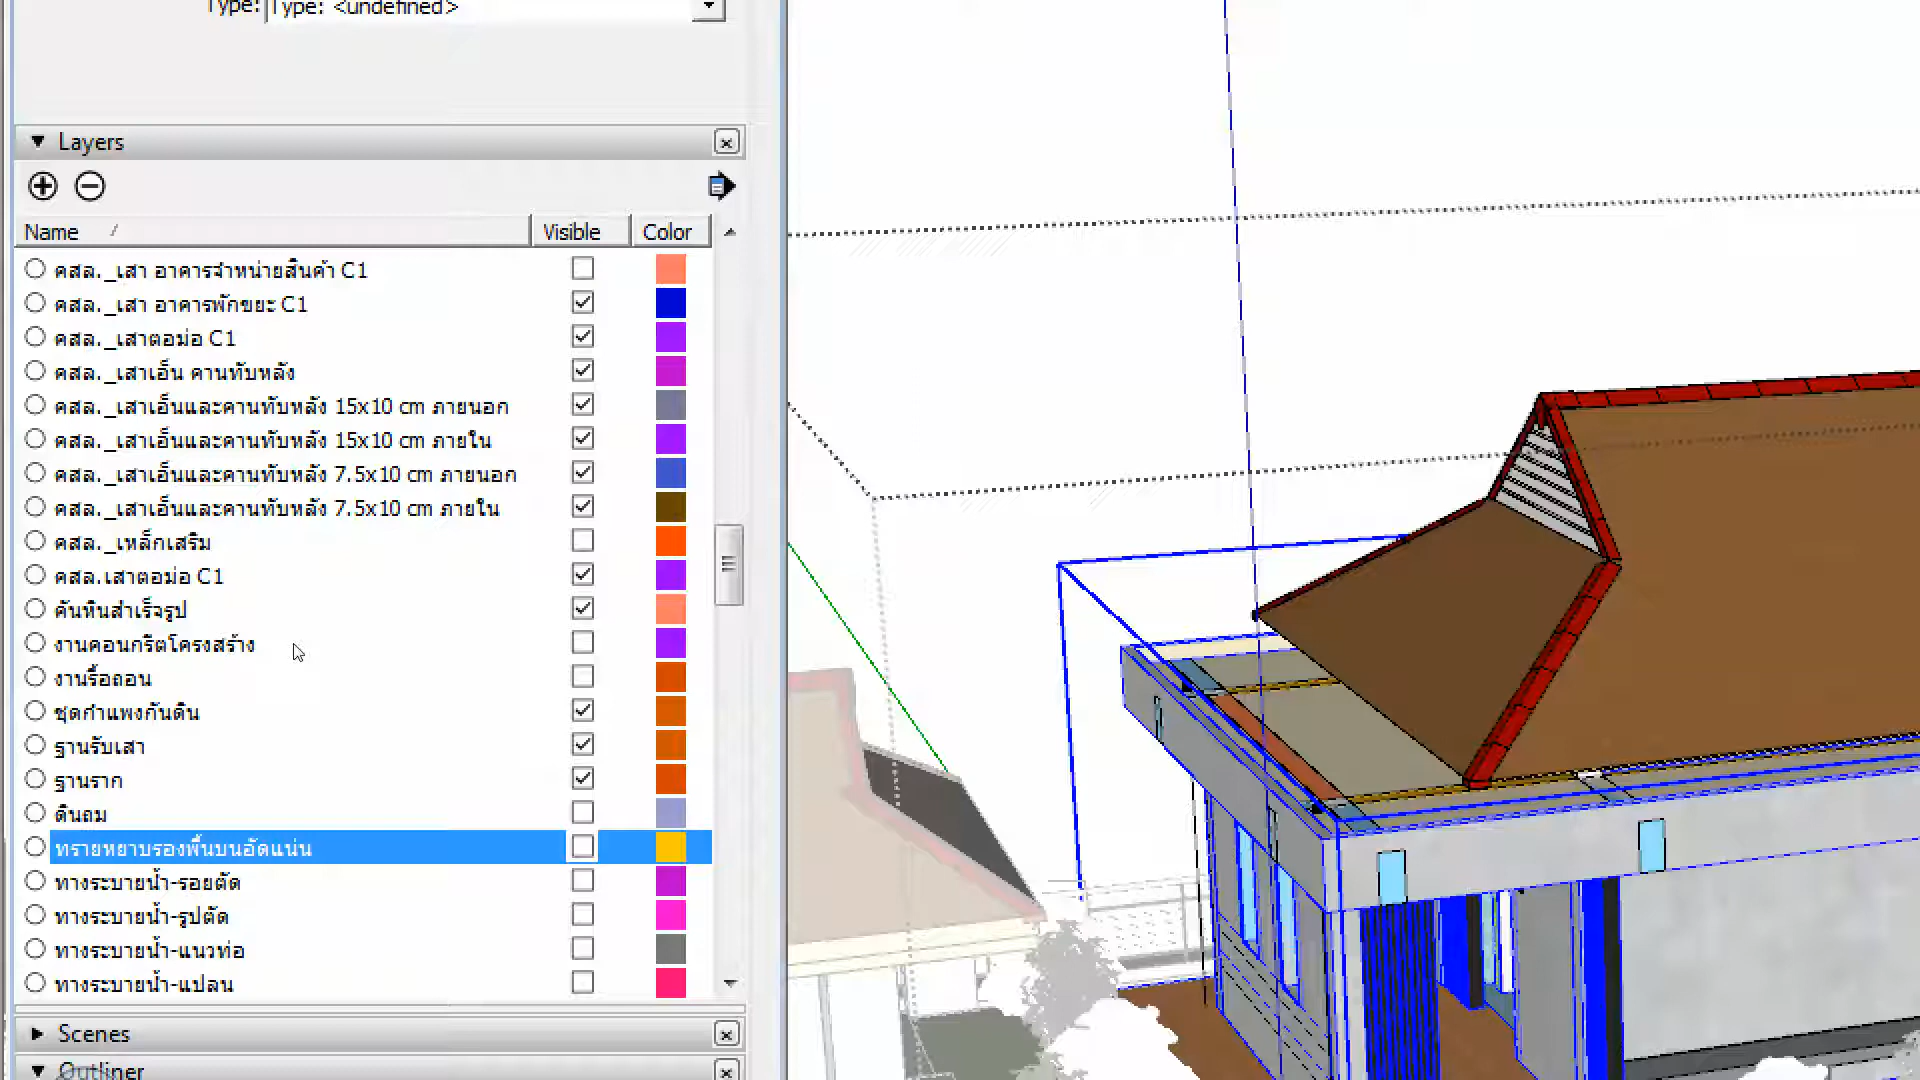 Type: Type: <undefined>
Layers
Name / Visible Color
คสล._เสา อาคารจำหน่ายสินค้า C1
คสล._เสา อาคารพักขยะ C1
คสล._เสาตอม่อ C1
คสล._เสาเอ็น คานทับหลัง
คสล._เสาเอ็นและคานทับหลัง 15x10 cm ภายนอก
คสล._เสาเอ็นและคานทับหลัง 15x10 cm ภายใน
คสล._เสาเอ็นและคานทับหลัง 7.5x10 cm ภายนอก
คสล._เสาเอ็นและคานทับหลัง 7.5x10 cm ภายใน
คสล._เหล็กเสริม
คสล.เสาตอม่อ C1
คันหินสำเร็จรูป
งานคอนกรีตโครงสร้าง
งานรื้อถอน
ชุดกำแพงกันดิน
ฐานรับเสา
ฐานราก
ดินถม
ทรายหยาบรองพื้นบนอัดแน่น
ทางระบายน้ำ-รอยตัด
ทางระบายน้ำ-รูปตัด
ทางระบายน้ำ-แนวท่อ
ทางระบายน้ำ-แปลน
Scenes
Outliner